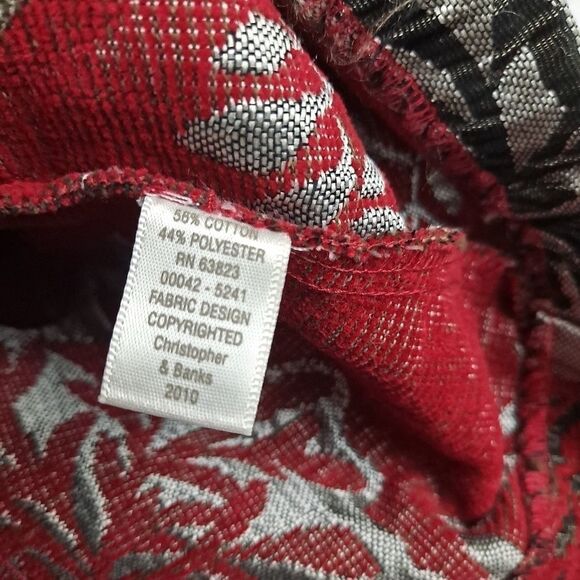 56% COTTON
44% POLYESTER
RN 63823
00042 - 5241
FABRIC DESIGN
COPYRIGHTED
Christopher
& Banks
2010